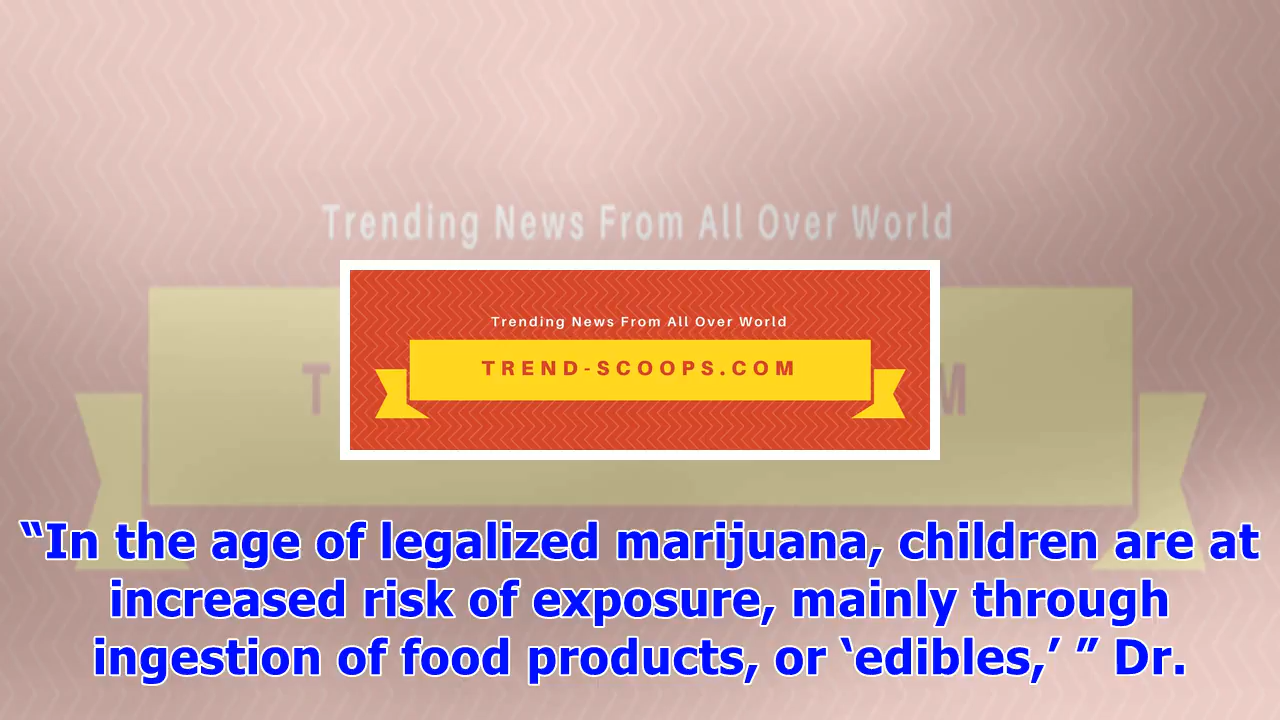 Trending News From All Over World
Trending News From All Over World
TREND-SCOOPS.COM
T M
“In the age of legalized marijuana, children are at
increased risk of exposure, mainly through
ingestion of food products, or ‘edibles,’ ” Dr.